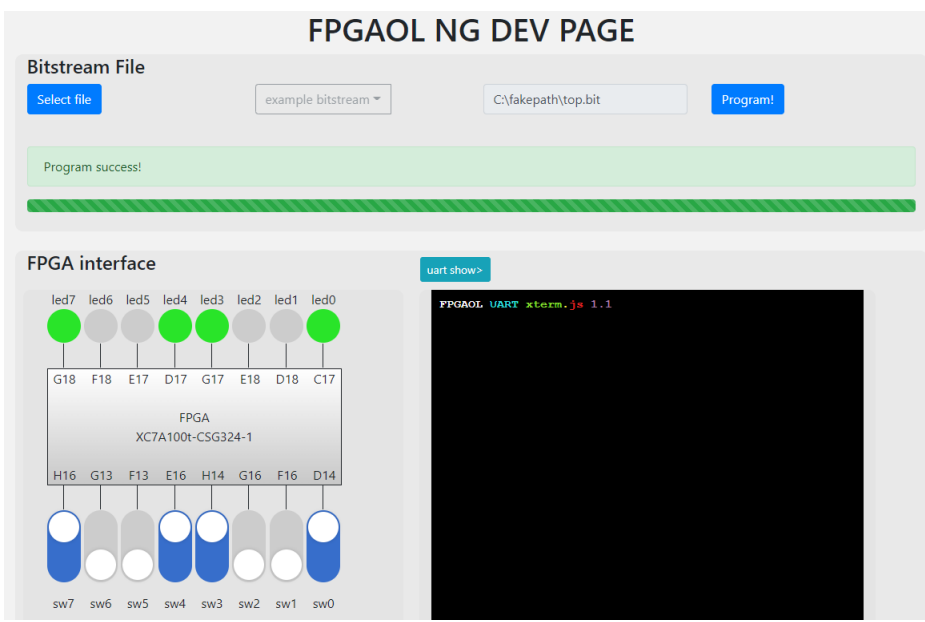 FPGAOL NG DEV PAGE
Bitstream File
Select file
example bitstream
C:\fakepath\top.bit
Program!
Program success!
FPGA interface
uart show>
led7 led6 led5 led4 led3 led2 led1 led0
FPGAOL UART xterm.js 1.1
G18 F18 E17 D17 G17 E18 D18 C17
FPGA
XC7A100t-CSG324-1
H16 G13 F13 E16 H14 G16 F16 D14
sw7 sw6 sw5 sw4 sw3 sw2 sw1 sw0